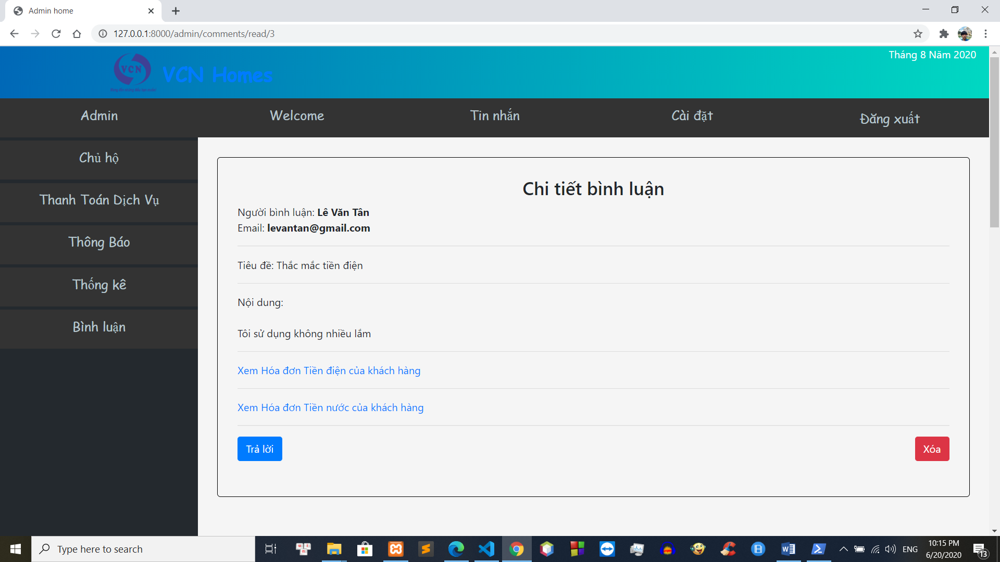 Admin home
127.0.0.1:8000/admin/comments/read/3
Tháng 8 Năm 2020
VCN
VCN Homes
Admin
Welcome
Tin nhắn
Cài đặt
Đăng xuất
Chủ hộ
Thanh Toán Dịch Vụ
Thông Báo
Thống kê
Bình luận
Chi tiết bình luận
Người bình luận: Lê Văn Tân
Email: levantan@gmail.com
Tiêu đề: Thắc mắc tiền điện
Nội dung:
Tôi sử dụng không nhiều lắm
Xem Hóa đơn Tiền điện của khách hàng
Xem Hóa đơn Tiền nước của khách hàng
Trả lời
Xóa
Type here to search
ENG
10:15 PM
6/20/2020
13